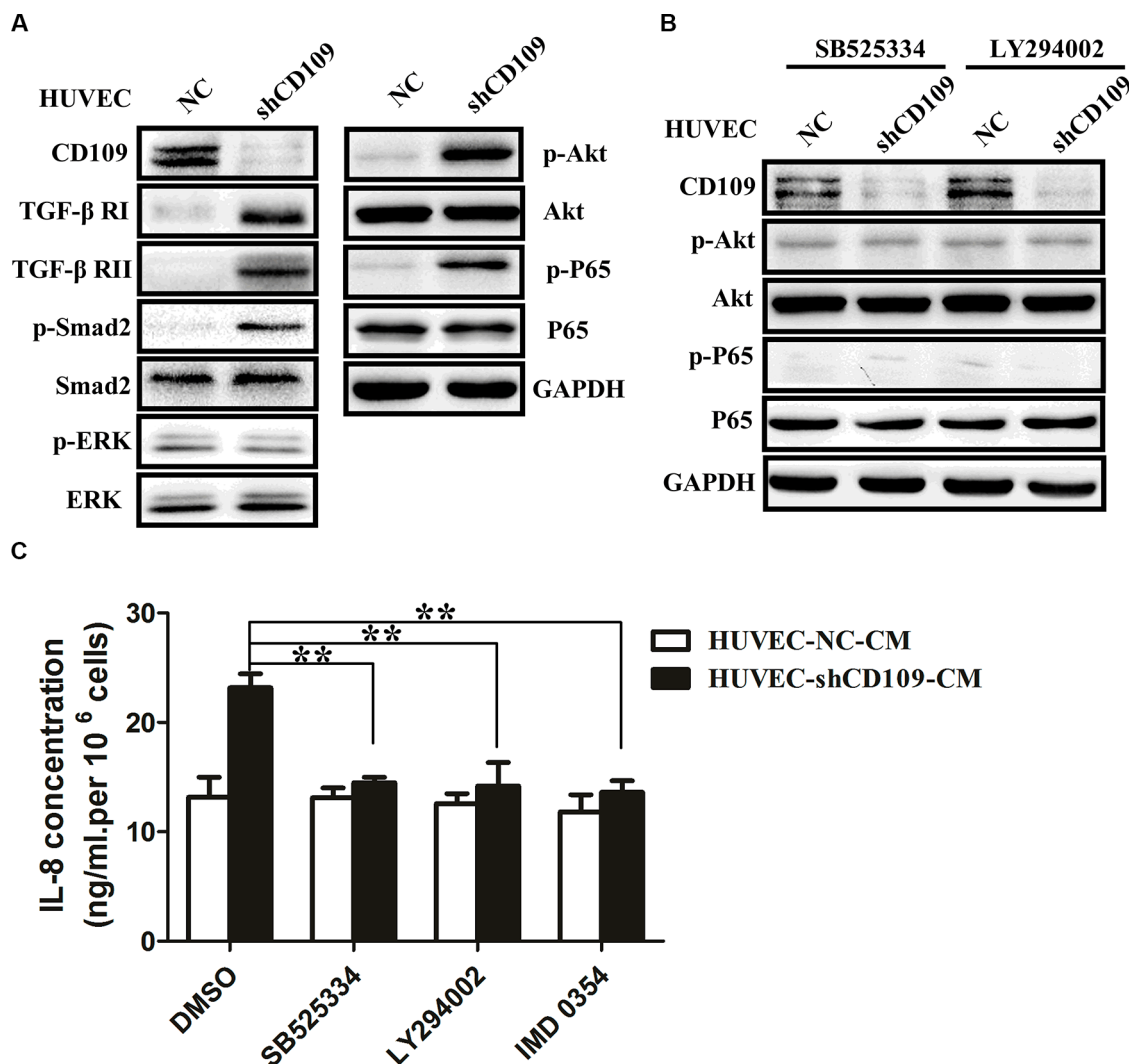 A
HUVEC
NC
shCD109
NC
shCD109
CD109
TGF-β RI
TGF-β RII
p-Smad2
Smad2
p-ERK
ERK
p-Akt
Akt
p-P65
P65
GAPDH
B
SB525334
LY294002
HUVEC
NC
shCD109
NC
shCD109
CD109
p-Akt
Akt
p-P65
P65
GAPDH
C
IL-8 concentration
(ng/ml.per 10 6 cells)
30
20
10
0
**
**
**
HUVEC-NC-CM
HUVEC-shCD109-CM
DMSO
SB525334
LY294002
IMD 0354